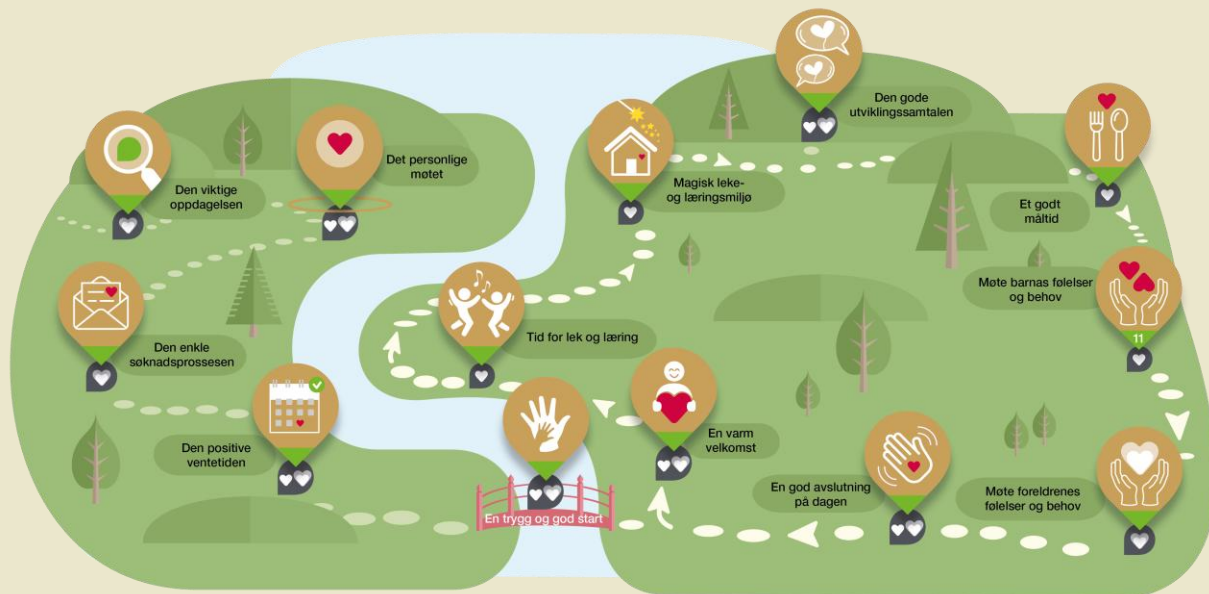 Den viktige
oppdagelsen
Det personlige
møtet
Den enkle
søknadsprossesen
Den positive
ventetiden
En trygg og god start
En varm
velkomst
Tid for lek og læring
Magisk leke-
og læringsmiljø
Den gode
utviklingssamtalen
Et godt
måltid
Møte barnas følelser
og behov
11
Møte foreldrenes
følelser og behov
En god avslutning
på dagen